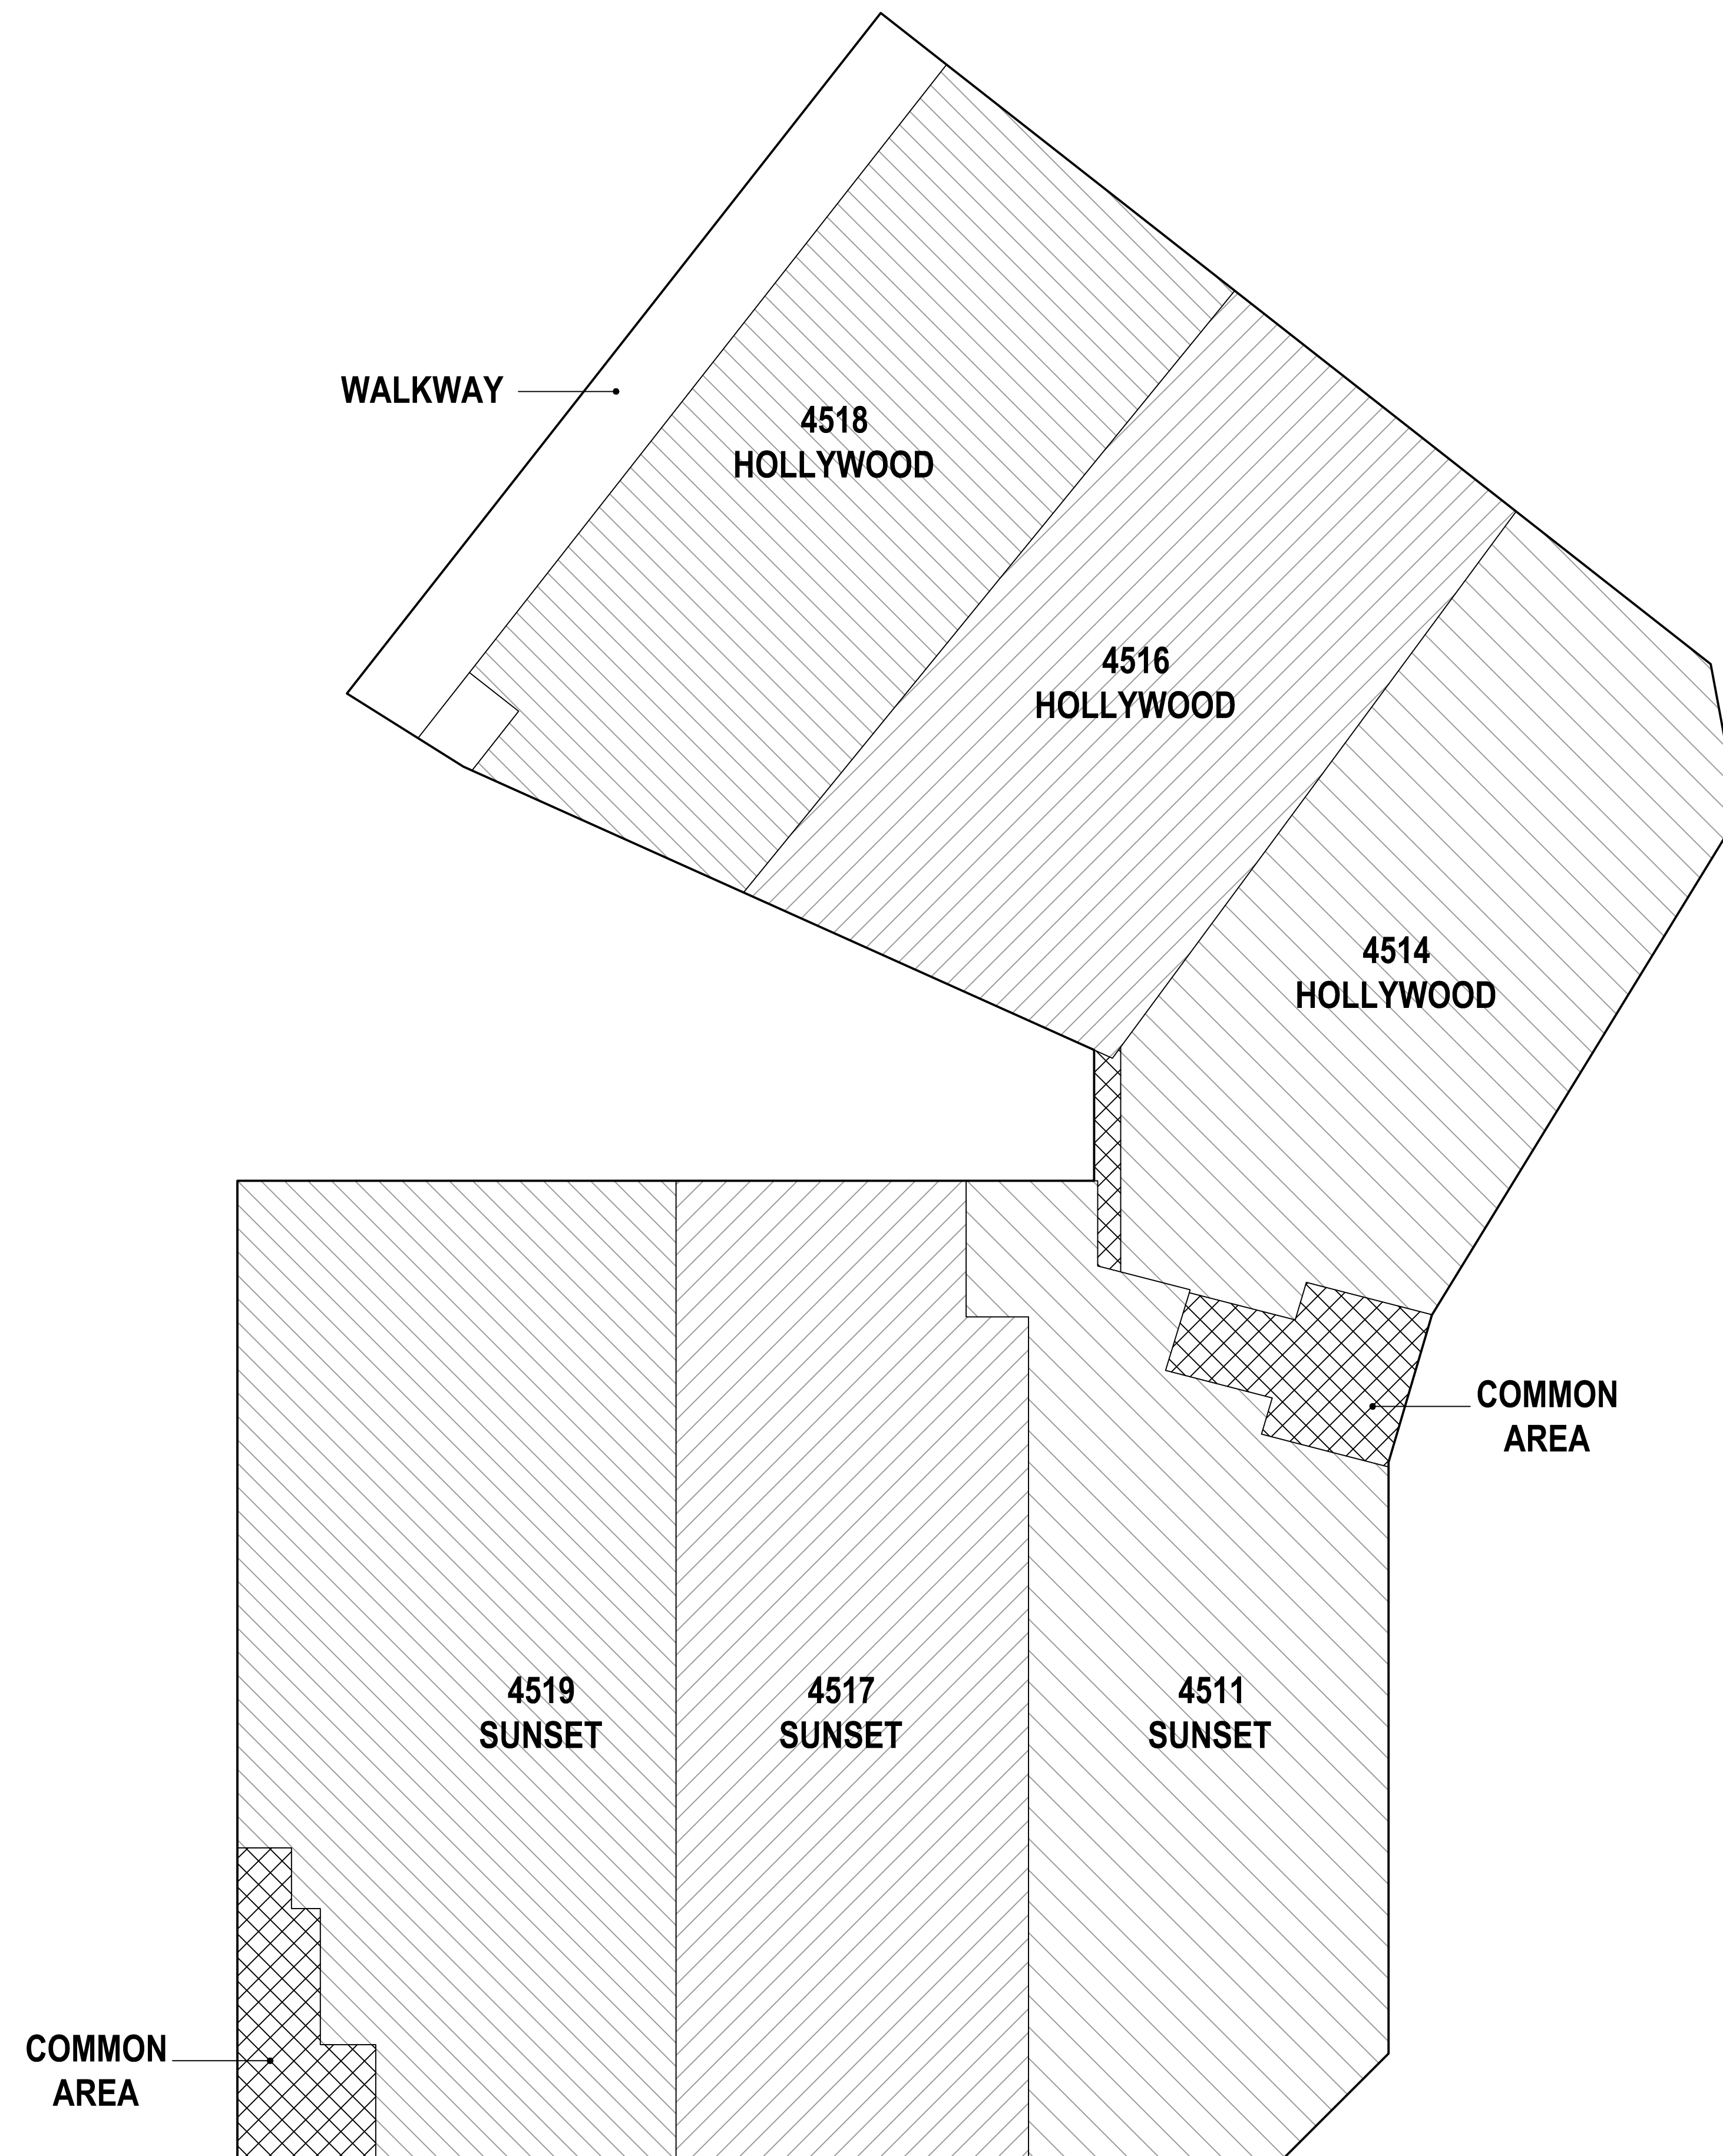 WALKWAY
4518
HOLLYWOOD
4516
HOLLYWOOD
4514
HOLLYWOOD
COMMON
AREA
4519
SUNSET
4517
SUNSET
4511
SUNSET
COMMON
AREA